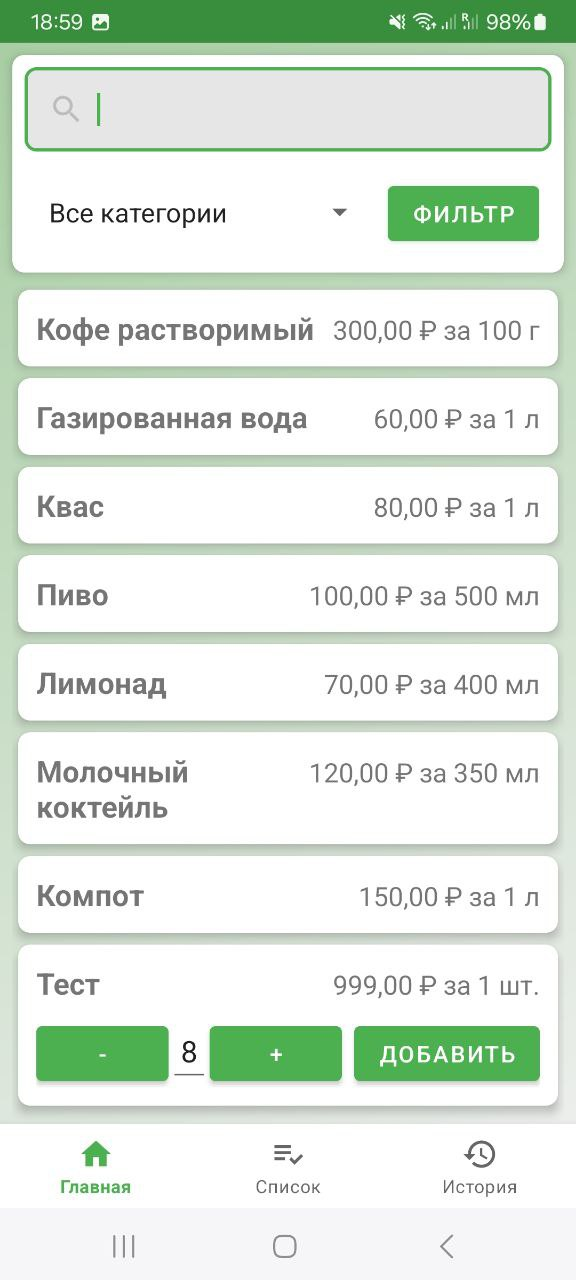 18:59 R 98%
Все категории ФИЛЬТР
Кофе растворимый 300,00 ₽ за 100 г
Газированная вода 60,00 ₽ за 1 л
Квас 80,00 ₽ за 1 л
Пиво 100,00 ₽ за 500 мл
Лимонад 70,00 ₽ за 400 мл
Молочный 120,00 ₽ за 350 мл
коктейль
Компот 150,00 ₽ за 1 л
Тест 999,00 ₽ за 1 шт.
- 8 + ДОБАВИТЬ
Главная Список История